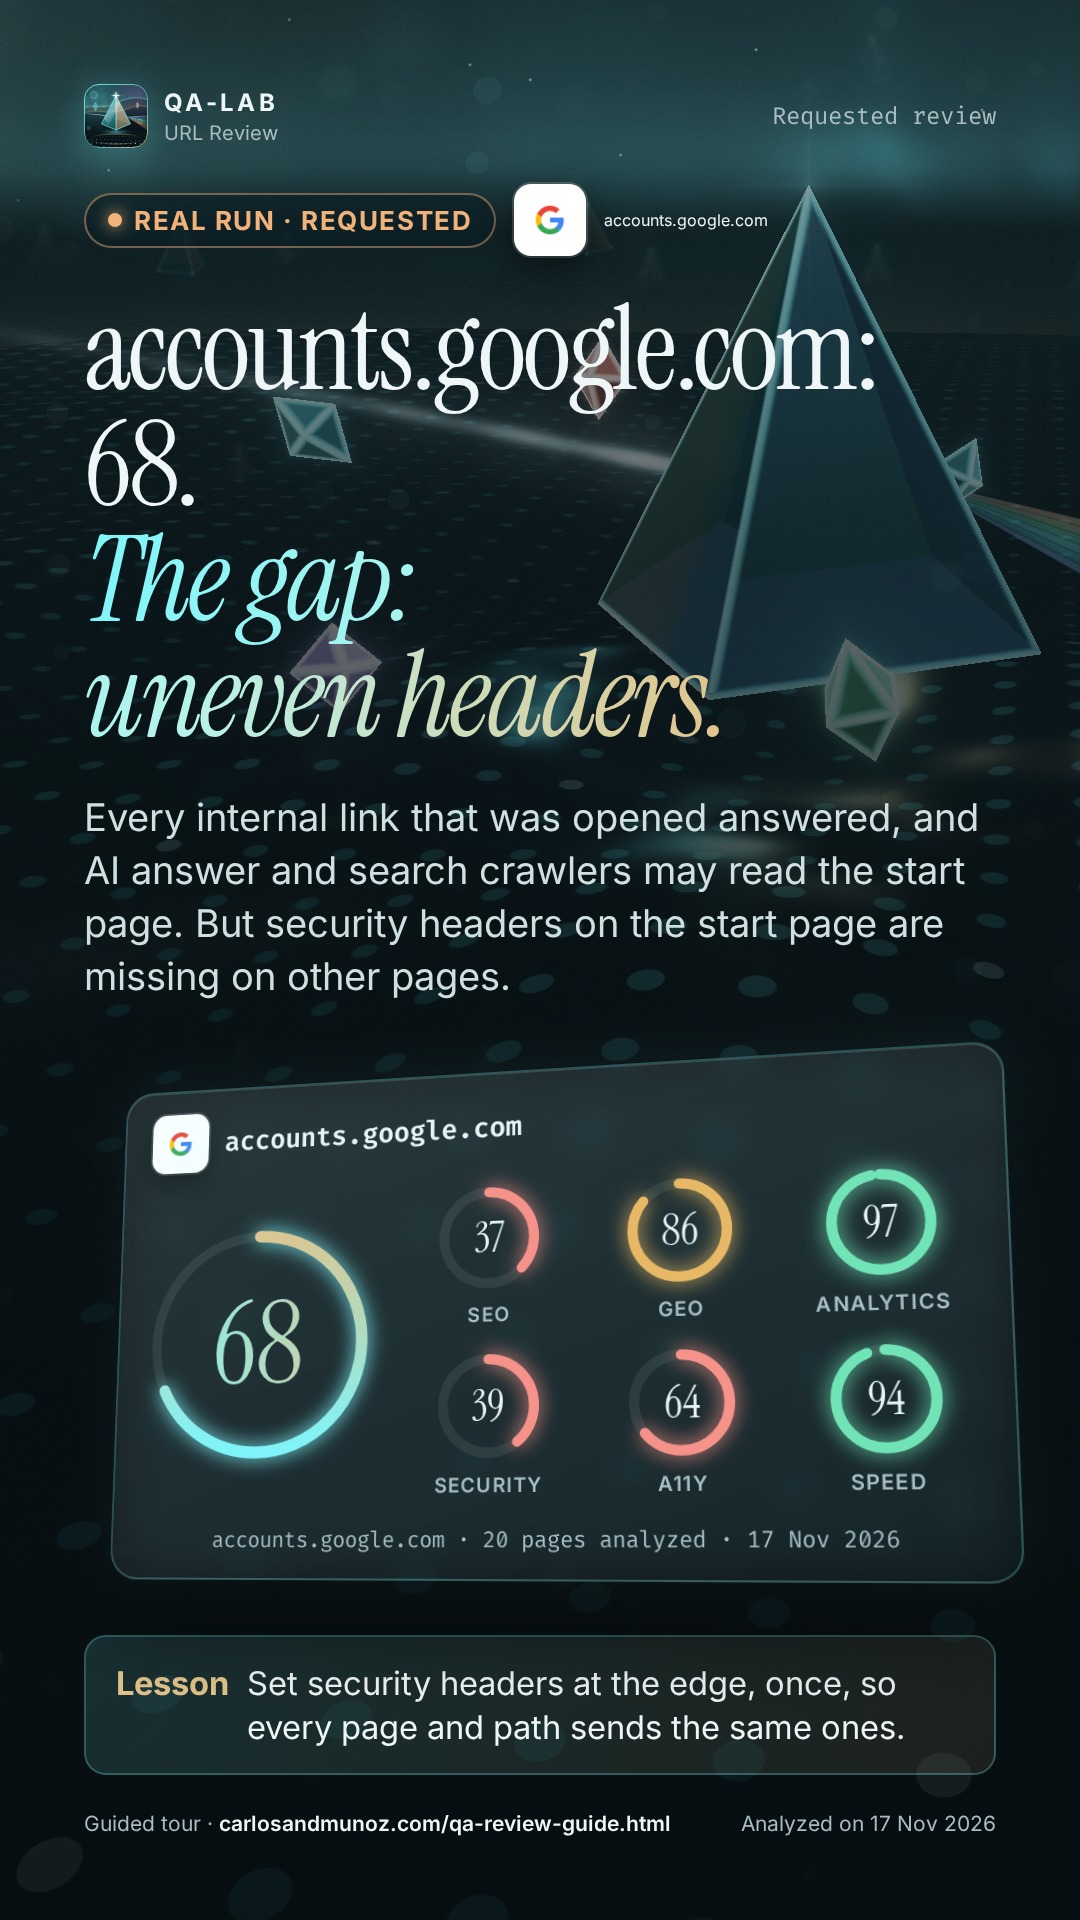 QA-LAB
URL Review
Requested review
REAL RUN · REQUESTED
accounts.google.com
accounts.google.com:
68.
The gap:
uneven headers.
Every internal link that was opened answered, and
AI answer and search crawlers may read the start
page. But security headers on the start page are
missing on other pages.
accounts.google.com
68
37
SEO
86
GEO
97
ANALYTICS
39
SECURITY
64
A11Y
94
SPEED
accounts.google.com · 20 pages analyzed · 17 Nov 2026
Lesson Set security headers at the edge, once, so
every page and path sends the same ones.
Guided tour · carlosandmunoz.com/qa-review-guide.html
Analyzed on 17 Nov 2026